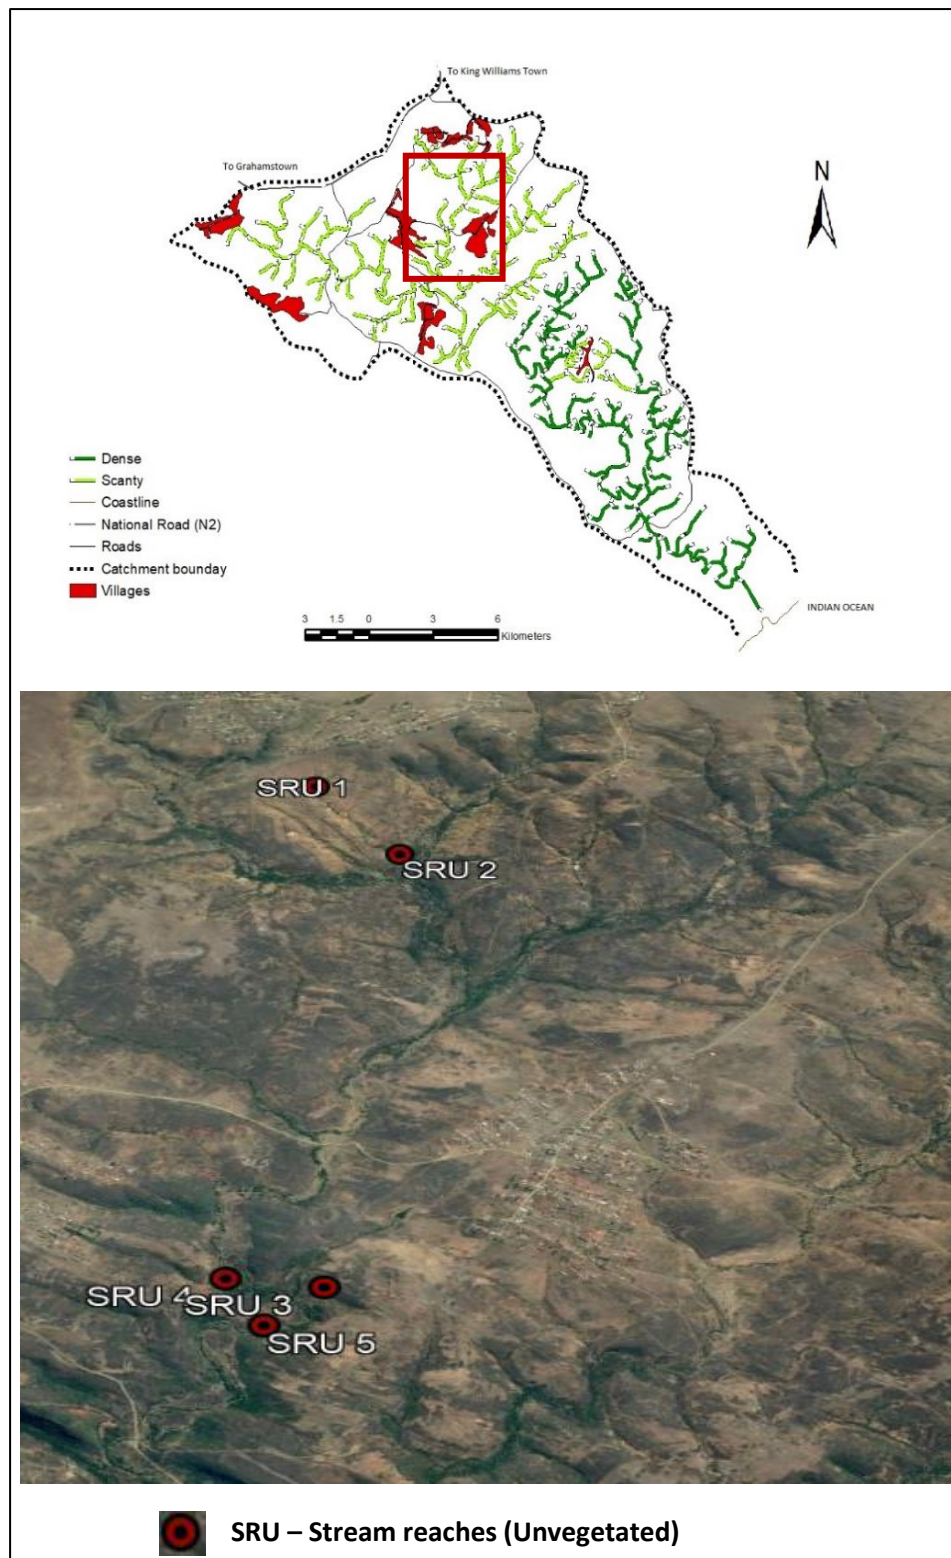 To King Williams Town
To Grahamstown
N
Dense
Scanty
Coastline
National Road (N2)
Roads
Catchment bounday
Villages
3 1.5 0 3 6
Kilometers
INDIAN OCEAN
SRU 1
SRU 2
SRU 4
SRU 3
SRU 5
SRU – Stream reaches (Unvegetated)